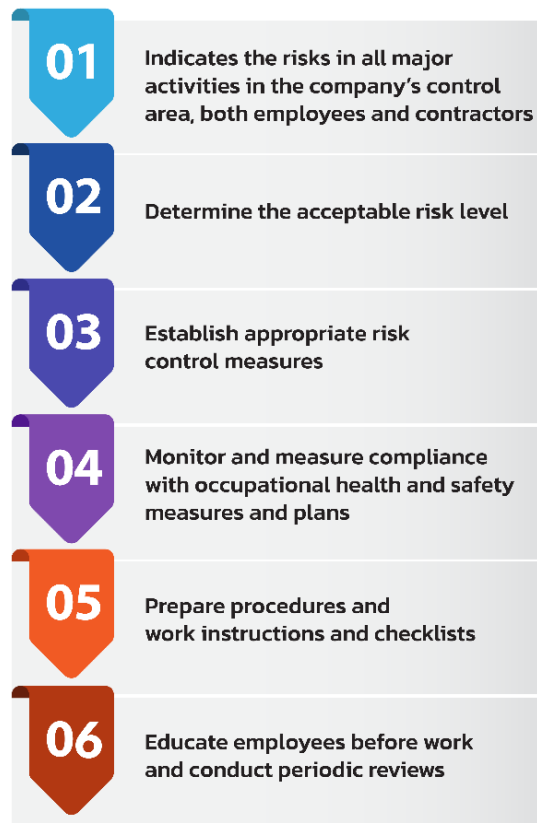 01
Indicates the risks in all major
activities in the company's control
area, both employees and contractors
02
Determine the acceptable risk level
03
Establish appropriate risk
control measures
04
Monitor and measure compliance
with occupational health and safety
measures and plans
05
Prepare procedures and
work instructions and checklists
06
Educate employees before work
and conduct periodic reviews